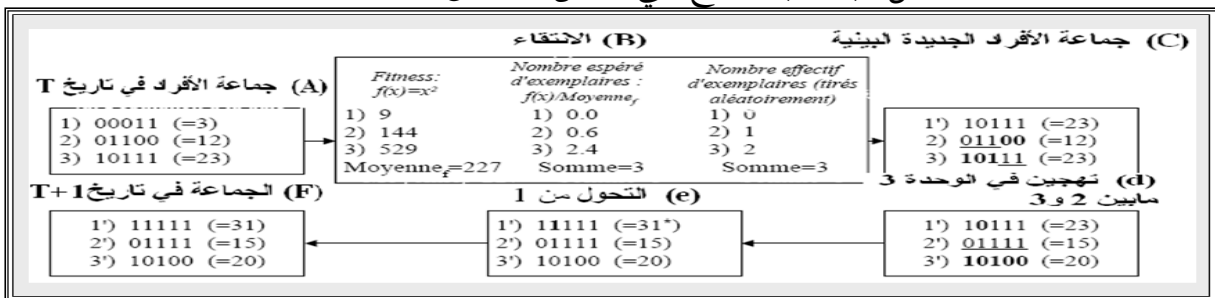 (C) جماعة الأفراد الجديدة البينية
(B) الانتقاء
(A) جماعة الأفراد في تاريخ T
Fitness:
f(x)=x²
1) 9
2) 144
3) 529
Moyenne_f=227
Nombre espéré
d'exemplaires :
f(x)/Moyenne_f
1) 0.0
2) 0.6
3) 2.4
Somme=3
Nombre effectif
d'exemplaires (tirés
aléatoirement)
1) 0
2) 1
3) 2
Somme=3
1) 00011 (=3)
2) 01100 (=12)
3) 10111 (=23)
1') 10111 (=23)
2) 01100 (=12)
3) 10111 (=23)
(d) تهجين في الوحدة 3
مابين 2 و3
(e) التحول من 1
(F) الجماعة في تاريخ T+1
1') 10111 (=23)
2') 01111 (=15)
3') 10100 (=20)
1') 11111 (=31*)
2') 01111 (=15)
3') 10100 (=20)
1') 11111 (=31)
2') 01111 (=15)
3') 10100 (=20)